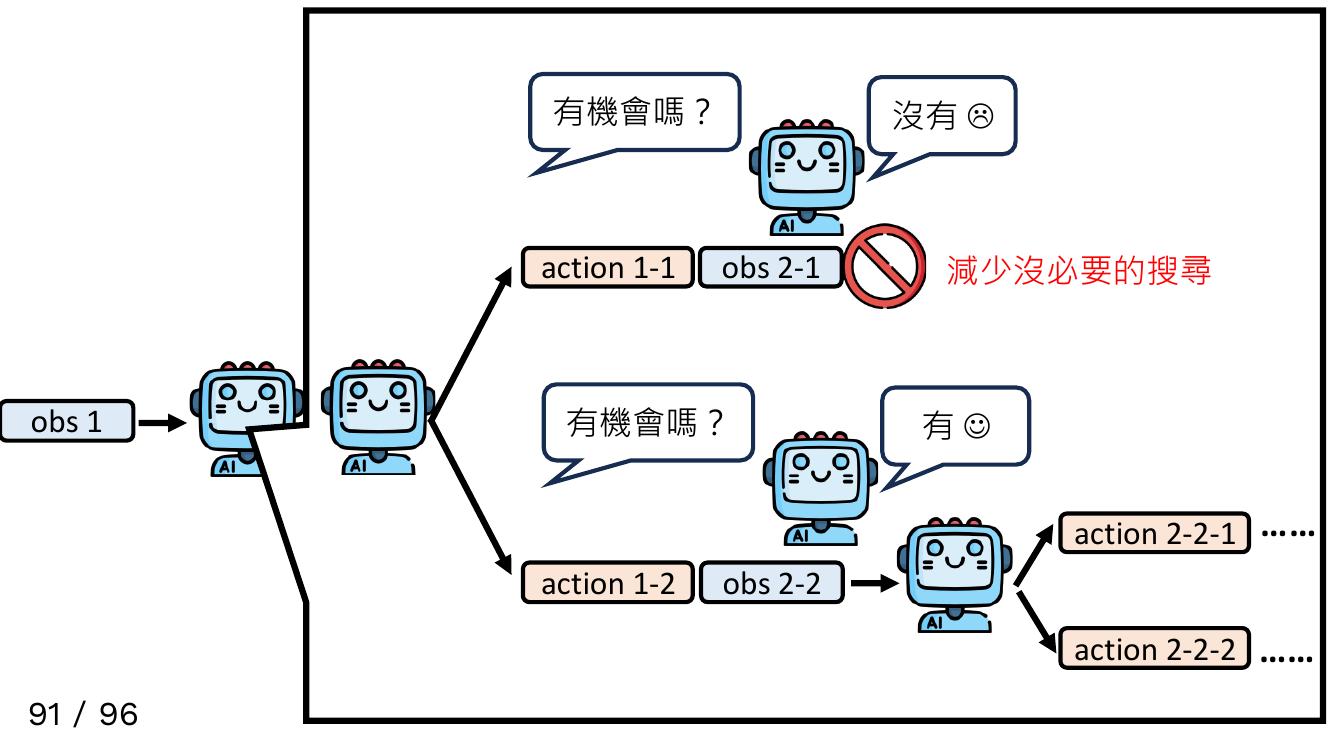 有機會嗎？
沒有 ☹
AI
action 1-1
obs 2-1
減少沒必要的搜尋
obs 1
AI
AI
有機會嗎？
有 ☺
AI
action 1-2
obs 2-2
AI
action 2-2-1 ……
action 2-2-2 ……
91 / 96